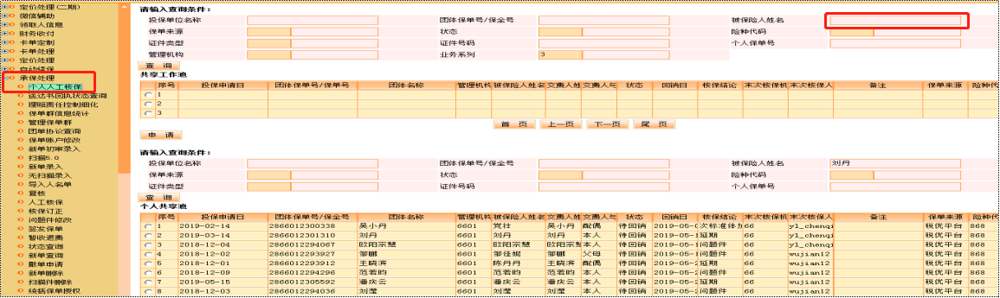 定价处理(二期)
微信辅助
领取人信息
财务收付
卡单定制
卡单处理
定价处理
自动续保
承保处理
个人人工核保
送达书回执状态查询
理赔责任控制细化
保单群信息统计
管理保单群
团单协议查询
保单账户修改
新单初审录入
扫描5.0
新单录入
无扫描录入
导入人名单
复核
人工核保
核保订正
问题件修改
签发保单
暂收退费
状态查询
新单查询
撤单申请
新单删除
扫描件删除
统括保单授权
请输入查询条件:
投保单位名称 团体保单号/保全号 被保险人姓名
保单来源 状态 险种代码
证件类型 证件号码 个人保单号
管理机构 业务系列 3
查 询
共享工作池
序号 投保申请日 团体保单号/保单号 团体名称 管理机构 被保险人姓名 交费人姓 交费人与 状态 回销日 核保结论 末次核保机 末次核保人 备注 保单来源 险种代
1
2
3
首 页 上一页 下一页 尾 页
申 请
请输入查询条件:
投保单位名称 团体保单号/保全号 被保险人姓名 刘丹
保单来源 状态 险种代码
证件类型 证件号码 个人保单号
查 询
个人共享池
序号 投保申请日 团体保单号/保单号 团体名称 管理机构 被保险人姓名 交费人姓 交费人与 状态 回销日 核保结论 末次核保机 末次核保人 备注 保单来源 险种代
1 2019-02-14 2866012300338 吴小丹 6601 党壮 吴小丹 配偶 待回销 2019-05-0 次标准体加 66 yl_chenqi 税优平台 868
2 2019-03-14 2866012301310 刘丹 6601 刘丹 刘丹 本人 待回销 2019-05-1 延期 66 yl_chenqi 税优平台 868
3 2018-12-04 2866012294067 欧阳宗慧 6601 欧阳宗慧 欧阳宗慧 本人 待回销 2019-05-1 问题件 66 yl_chenqi 税优平台 868
4 2018-12-02 2866012293927 邹鹏 6601 邹佳妮 邹鹏 父母 待回销 2019-05-1 问题件 66 wujian12 税优平台 868
5 2018-12-01 2866012293912 王晓滨 6601 陈丹丹 王晓滨 配偶 待回销 2019-05-2 延期 66 wujian12 税优平台 868
6 2018-12-09 2866012294296 范若昀 6601 范若昀 范若昀 本人 待回销 2019-05-2 问题件 66 wujian12 税优平台 868
7 2019-05-15 2866012305592 潘庆云 6601 潘庆云 潘庆云 本人 待回销 2019-05-2 延期 66 wujian12 税优平台 868
8 2018-12-03 2866012294036 刘滢 6601 刘滢 刘滢 本人 待回销 2019-05-2 问题件 66 wujian12 税优平台 868